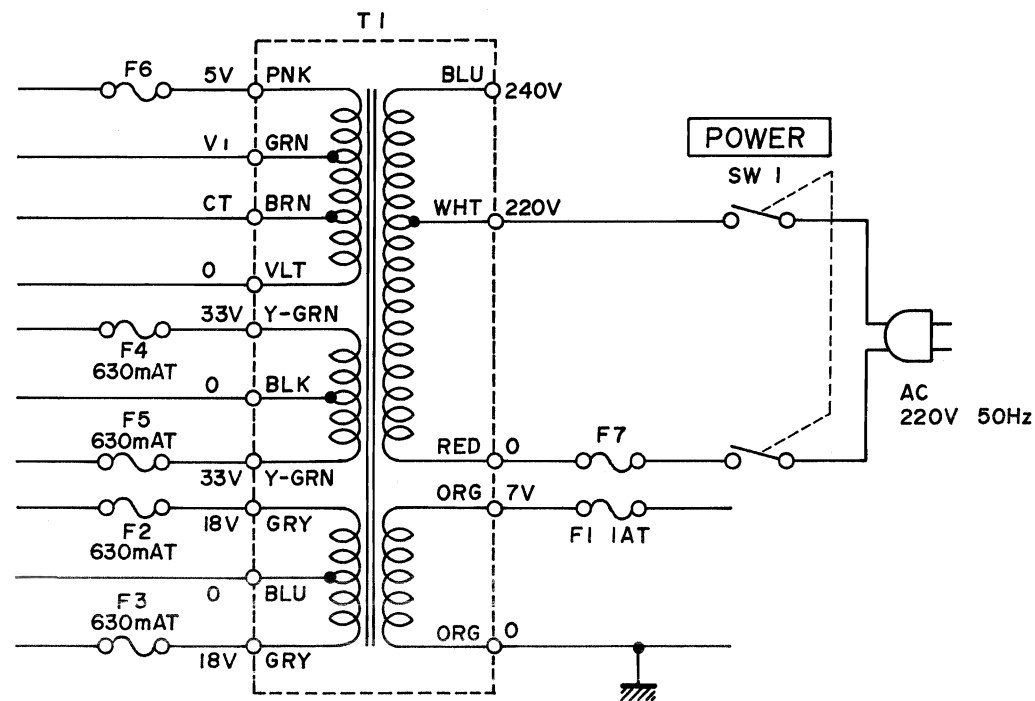 T1
F6 5V PNK BLU 240V
V1 GRN
POWER
SW 1
CT BRN WHT 220V
0 VLT
33V Y-GRN
F4
630mAT
0 BLK
AC
220V 50Hz
F5
630mAT
RED 0 F7
33V Y-GRN
ORG 7V
F2
630mAT
18V GRY
F1 1AT
0 BLU
F3
630mAT
ORG 0
18V GRY